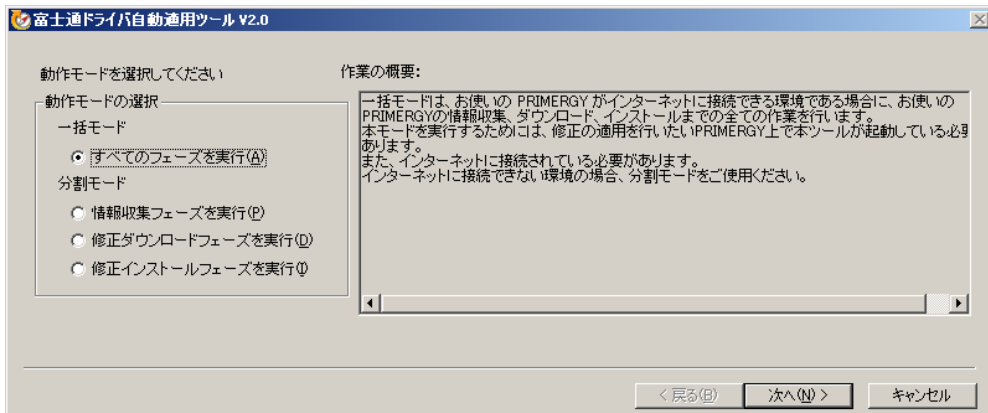 富士通ドライバ自動適用ツール V2.0
動作モードを選択してください
動作モードの選択
一括モード
すべてのフェーズを実行(A)
分割モード
情報収集フェーズを実行(P)
修正ダウンロードフェーズを実行(D)
修正インストールフェーズを実行(I)
作業の概要:
一括モードは、お使いの PRIMERGY がインターネットに接続できる環境である場合に、お使いの
PRIMERGYの情報収集、ダウンロード、インストールまでの全ての作業を行います。
本モードを実行するためには、修正の適用を行いたいPRIMERGY上で本ツールが起動している必要
あります。
また、インターネットに接続されている必要があります。
インターネットに接続できない環境の場合、分割モードをご使用ください。
< 戻る(B)
次へ(N) >
キャンセル